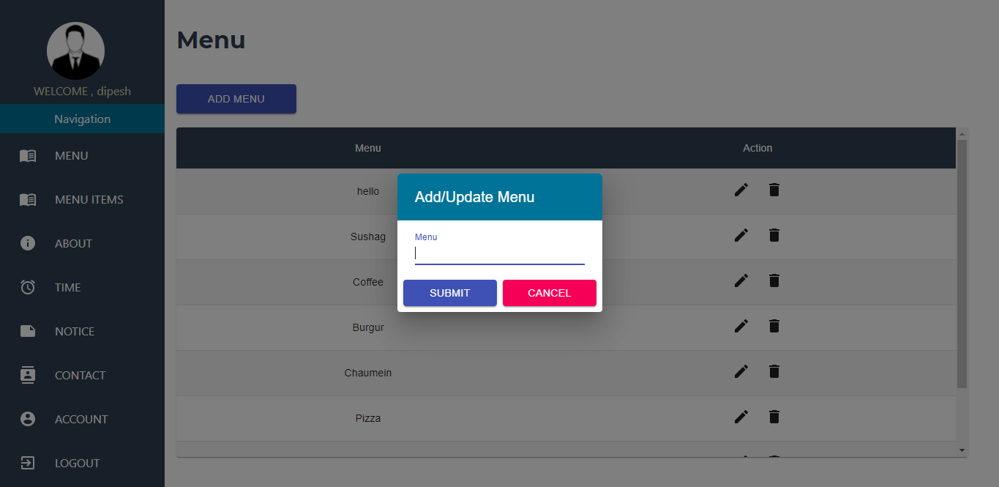 WELCOME , dipesh
Navigation
MENU
MENU ITEMS
ABOUT
TIME
NOTICE
CONTACT
ACCOUNT
LOGOUT
Menu
ADD MENU
Menu Action
hello
Sushag
Coffee
Burgur
Chaumein
Pizza
Add/Update Menu
Menu
SUBMIT CANCEL